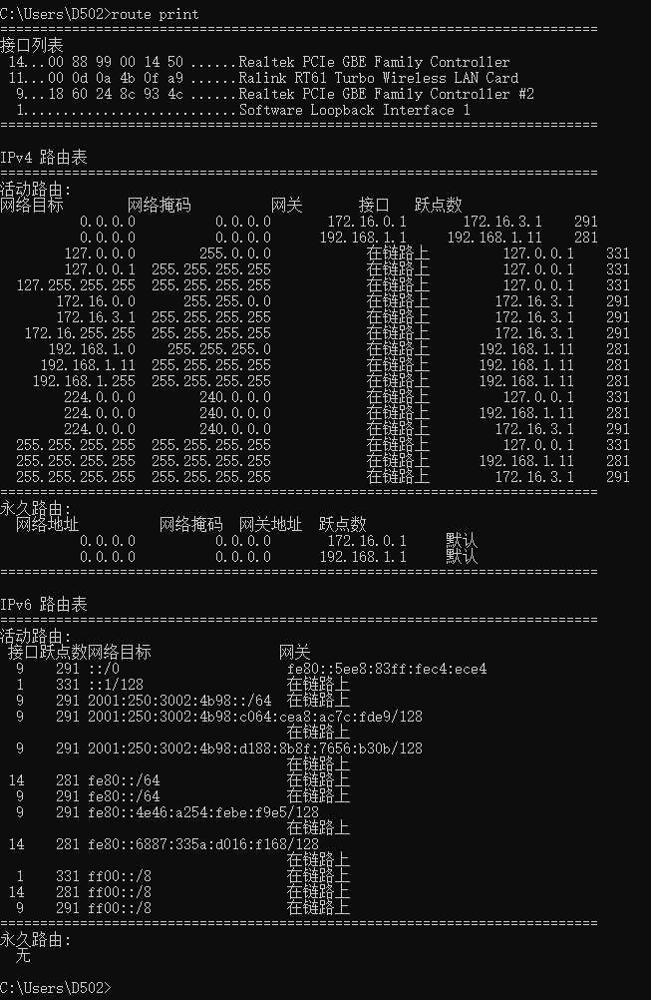 C:\Users\D502>route print
===========================================================================
接口列表
 14...00 88 99 00 14 50 ......Realtek PCIe GBE Family Controller
 11...00 0d 0a 4b 0f a9 ......Ralink RT61 Turbo Wireless LAN Card
  9...18 60 24 8c 93 4c ......Realtek PCIe GBE Family Controller #2
  1...........................Software Loopback Interface 1
===========================================================================
IPv4 路由表
===========================================================================
活动路由:
网络目标        网络掩码          网关       接口   跃点数
          0.0.0.0          0.0.0.0       172.16.0.1       172.16.3.1    291
          0.0.0.0          0.0.0.0      192.168.1.1     192.168.1.11    281
        127.0.0.0        255.0.0.0            在链路上         127.0.0.1    331
        127.0.0.1  255.255.255.255            在链路上         127.0.0.1    331
  127.255.255.255  255.255.255.255            在链路上         127.0.0.1    331
       172.16.0.0      255.255.0.0            在链路上        172.16.3.1    291
       172.16.3.1  255.255.255.255            在链路上        172.16.3.1    291
   172.16.255.255  255.255.255.255            在链路上        172.16.3.1    291
      192.168.1.0    255.255.255.0            在链路上      192.168.1.11    281
     192.168.1.11  255.255.255.255            在链路上      192.168.1.11    281
    192.168.1.255  255.255.255.255            在链路上      192.168.1.11    281
        224.0.0.0        240.0.0.0            在链路上         127.0.0.1    331
        224.0.0.0        240.0.0.0            在链路上      192.168.1.11    281
        224.0.0.0        240.0.0.0            在链路上        172.16.3.1    291
  255.255.255.255  255.255.255.255            在链路上         127.0.0.1    331
  255.255.255.255  255.255.255.255            在链路上      192.168.1.11    281
  255.255.255.255  255.255.255.255            在链路上        172.16.3.1    291
===========================================================================
永久路由:
  网络地址          网络掩码  网关地址  跃点数
          0.0.0.0          0.0.0.0       172.16.0.1     默认
          0.0.0.0          0.0.0.0      192.168.1.1     默认
===========================================================================
IPv6 路由表
===========================================================================
活动路由:
 接口跃点数网络目标                网关
  9    291 ::/0                     fe80::5ee8:83ff:fec4:ece4
  1    331 ::1/128                  在链路上
  9    291 2001:250:3002:4b98::/64  在链路上
  9    291 2001:250:3002:4b98:c064:cea8:ac7c:fde9/128
                                    在链路上
  9    291 2001:250:3002:4b98:d188:8b8f:7656:b30b/128
                                    在链路上
 14    281 fe80::/64                在链路上
  9    291 fe80::/64                在链路上
  9    291 fe80::4e46:a254:febe:f9e5/128
                                    在链路上
 14    281 fe80::6887:335a:d016:f168/128
                                    在链路上
  1    331 ff00::/8                 在链路上
 14    281 ff00::/8                 在链路上
  9    291 ff00::/8                 在链路上
===========================================================================
永久路由:
  无
C:\Users\D502>